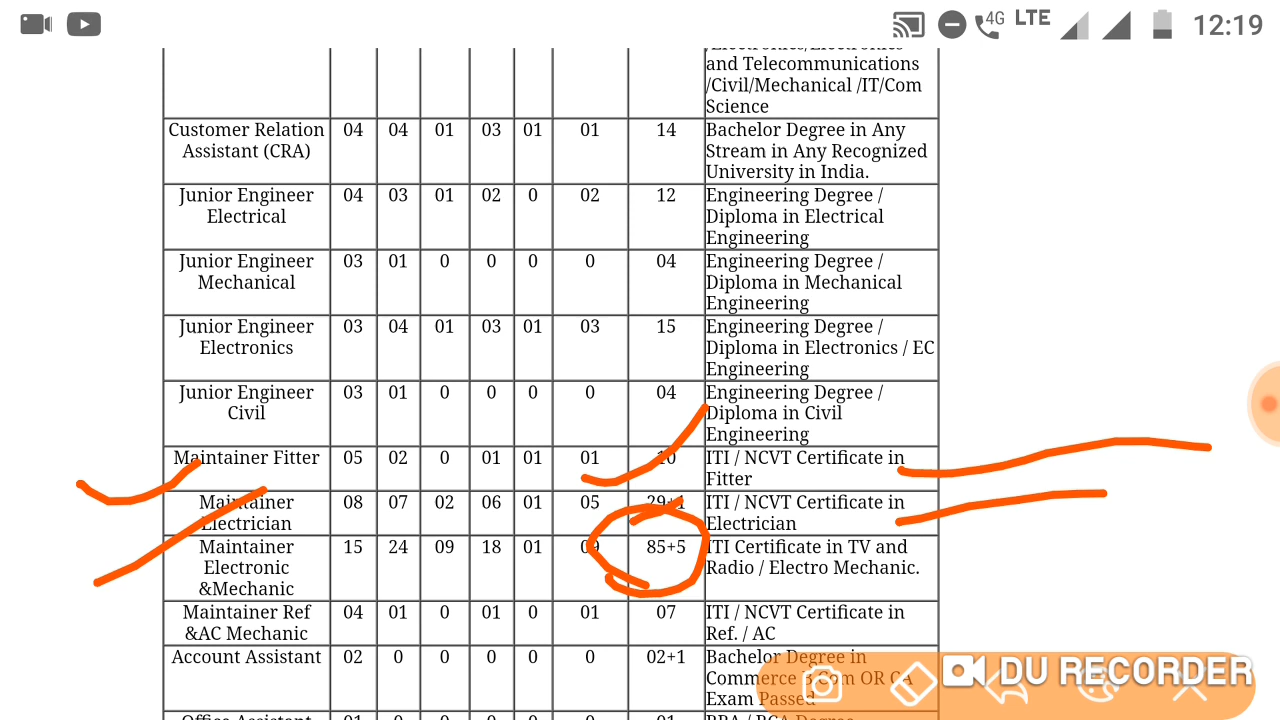 4G LTE 12:19
and Telecommunications
/Civil/Mechanical /IT/Com
Science
Customer Relation 04 04 01 03 01 01 14 Bachelor Degree in Any
Assistant (CRA) Stream in Any Recognized
University in India.
Junior Engineer 04 03 01 02 0 02 12 Engineering Degree /
Electrical Diploma in Electrical
Engineering
Junior Engineer 03 01 0 0 0 0 04 Engineering Degree /
Mechanical Diploma in Mechanical
Engineering
Junior Engineer 03 04 01 03 01 03 15 Engineering Degree /
Electronics Diploma in Electronics / EC
Engineering
Junior Engineer 03 01 0 0 0 0 04 Engineering Degree /
Civil Diploma in Civil
Engineering
Maintainer Fitter 05 02 0 01 01 01 10 ITI / NCVT Certificate in
Fitter
Maintainer 08 07 02 06 01 05 29+1 ITI / NCVT Certificate in
Electrician Electrician
Maintainer 15 24 09 18 01 09 85+5 ITI Certificate in TV and
Electronic Radio / Electro Mechanic.
&Mechanic
Maintainer Ref 04 01 0 01 0 01 07 ITI / NCVT Certificate in
&AC Mechanic Ref. / AC
Account Assistant 02 0 0 0 0 0 02+1 Bachelor Degree in
Commerce B.Com OR CA
Exam Passed
DU RECORDER